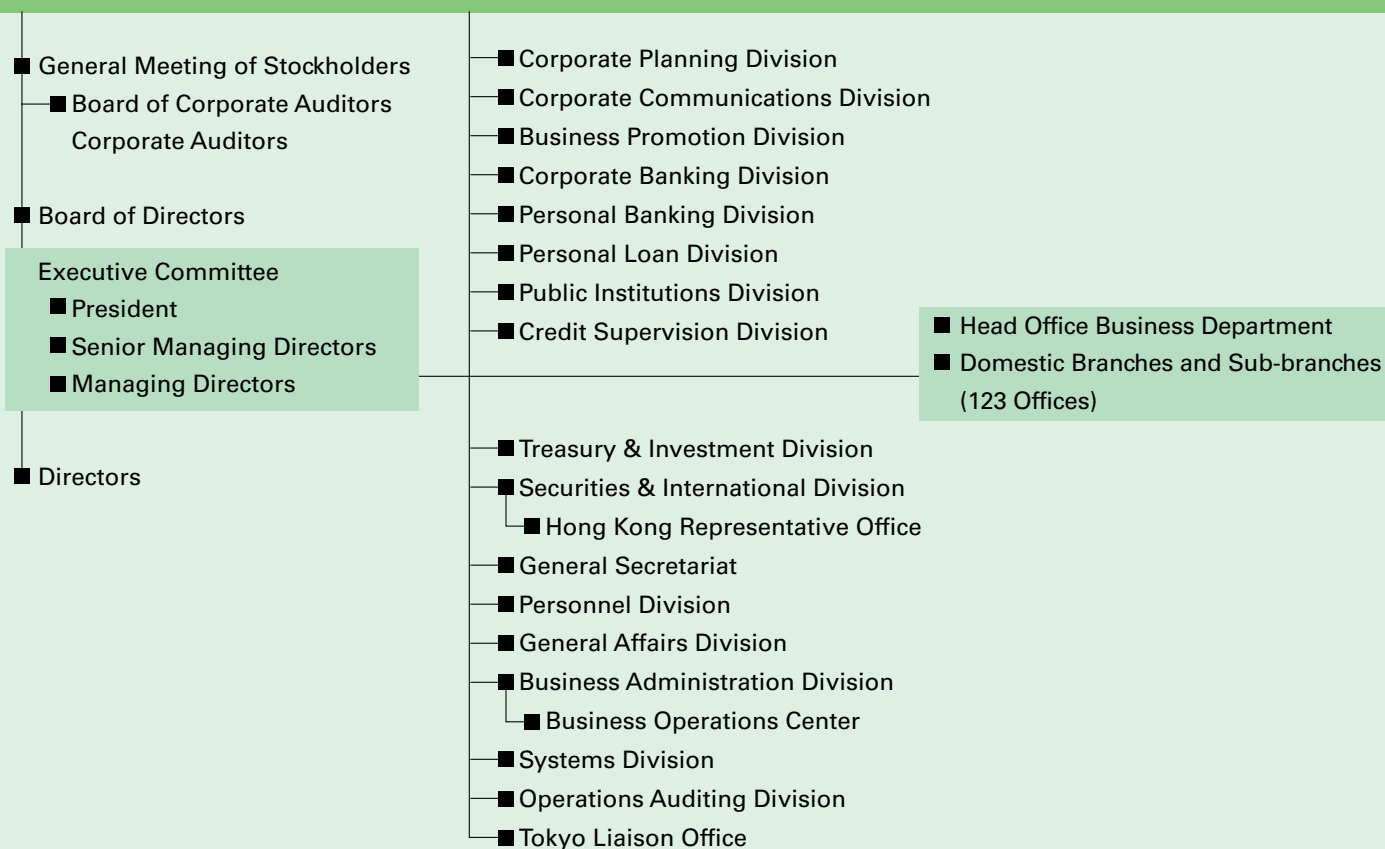 General Meeting of Stockholders
Board of Corporate Auditors
Corporate Auditors
Board of Directors
Executive Committee
President
Senior Managing Directors
Managing Directors
Directors
Corporate Planning Division
Corporate Communications Division
Business Promotion Division
Corporate Banking Division
Personal Banking Division
Personal Loan Division
Public Institutions Division
Credit Supervision Division
Treasury & Investment Division
Securities & International Division
Hong Kong Representative Office
General Secretariat
Personnel Division
General Affairs Division
Business Administration Division
Business Operations Center
Systems Division
Operations Auditing Division
Tokyo Liaison Office
Head Office Business Department
Domestic Branches and Sub-branches
(123 Offices)